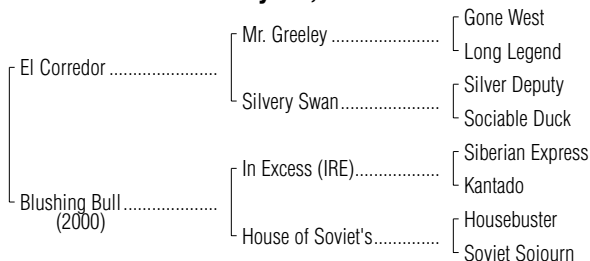 Gone West
Mr. Greeley
Long Legend
El Corredor
Silver Deputy
Silvery Swan
Sociable Duck
Siberian Express
In Excess (IRE)
Kantado
Blushing Bull
(2000)
Housebuster
House of Soviet's
Soviet Sojourn